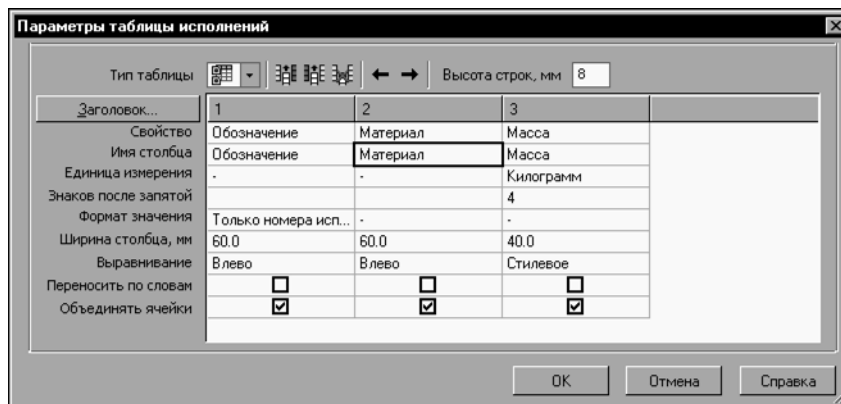 Параметры таблицы исполнений
Тип таблицы Высота строк, мм 8
Заголовок... 1 2 3
Свойство Обозначение Материал Масса
Имя столбца Обозначение Материал Масса
Единица измерения - - Килограмм
Знаков после запятой 4
Формат значения Только номера исп... - -
Ширина столбца, мм 60.0 60.0 40.0
Выравнивание Влево Влево Стилевое
Переносить по словам
Объединять ячейки
ОК Отмена Справка